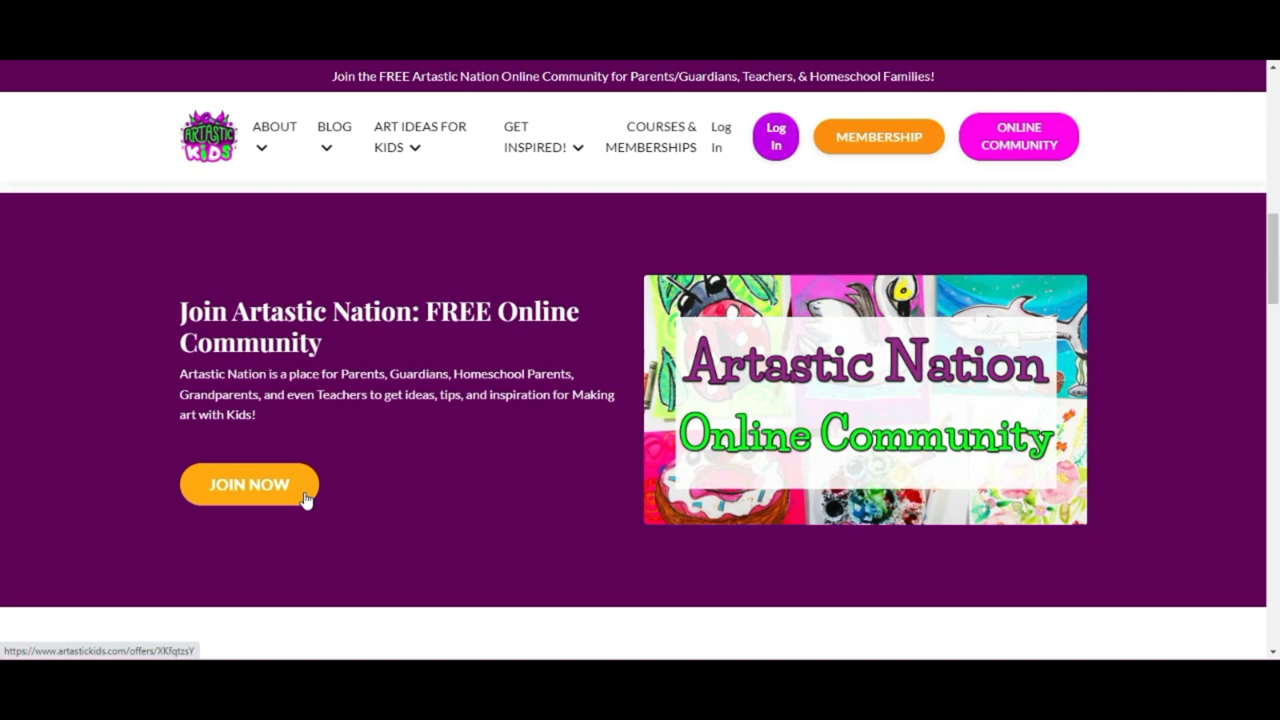 Join the FREE Artastic Nation Online Community for Parents/Guardians, Teachers, & Homeschool Families!
ARTASTIC
KiDS
ABOUT
BLOG
ART IDEAS FOR
KIDS
GET
INSPIRED!
COURSES &
MEMBERSHIPS
Log
In
Log
In
MEMBERSHIP
ONLINE
COMMUNITY
Join Artastic Nation: FREE Online
Community
Artastic Nation is a place for Parents, Guardians, Homeschool Parents,
Grandparents, and even Teachers to get ideas, tips, and inspiration for Making
art with Kids!
JOIN NOW
Artastic Nation
Online Community
https://www.artastickids.com/offers/XKfqtzsY